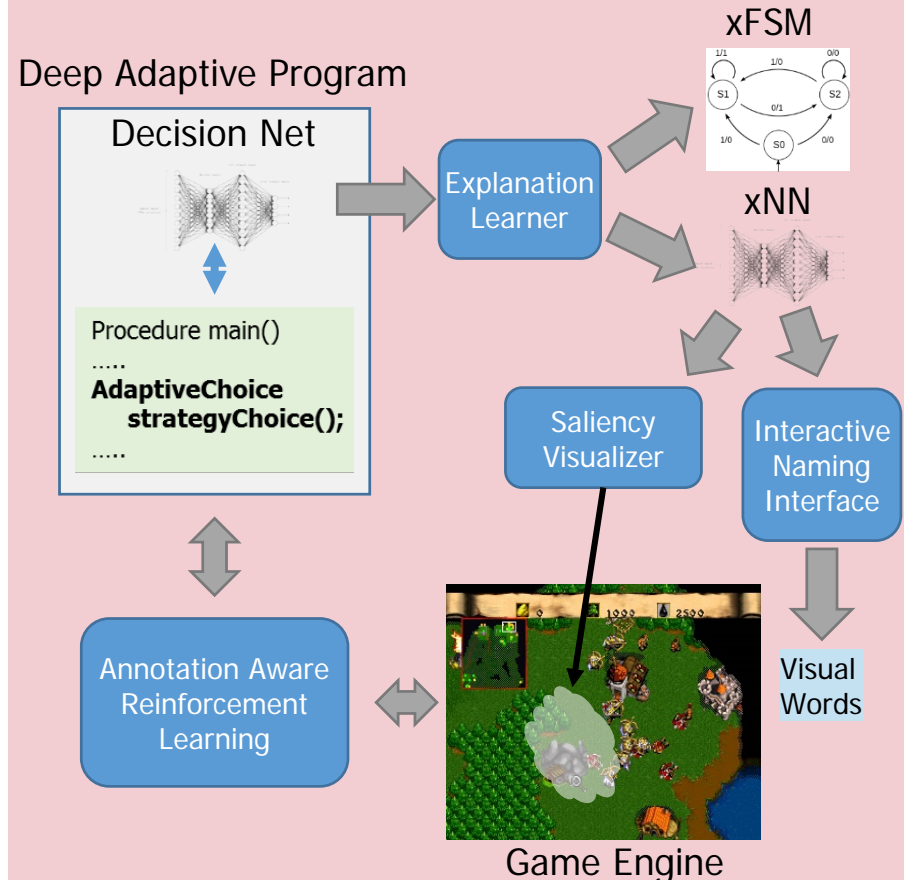 xFSM
1/1
0/0
1/0
S1
S2
0/1
1/0
0/0
S0
Deep Adaptive Program
Decision Net
Explanation
Learner
xNN
Procedure main()
.....
AdaptiveChoice
strategyChoice();
.....
Saliency
Visualizer
Interactive
Naming
Interface
Annotation Aware
Reinforcement
Learning
0
1000
2500
Visual
Words
Game Engine